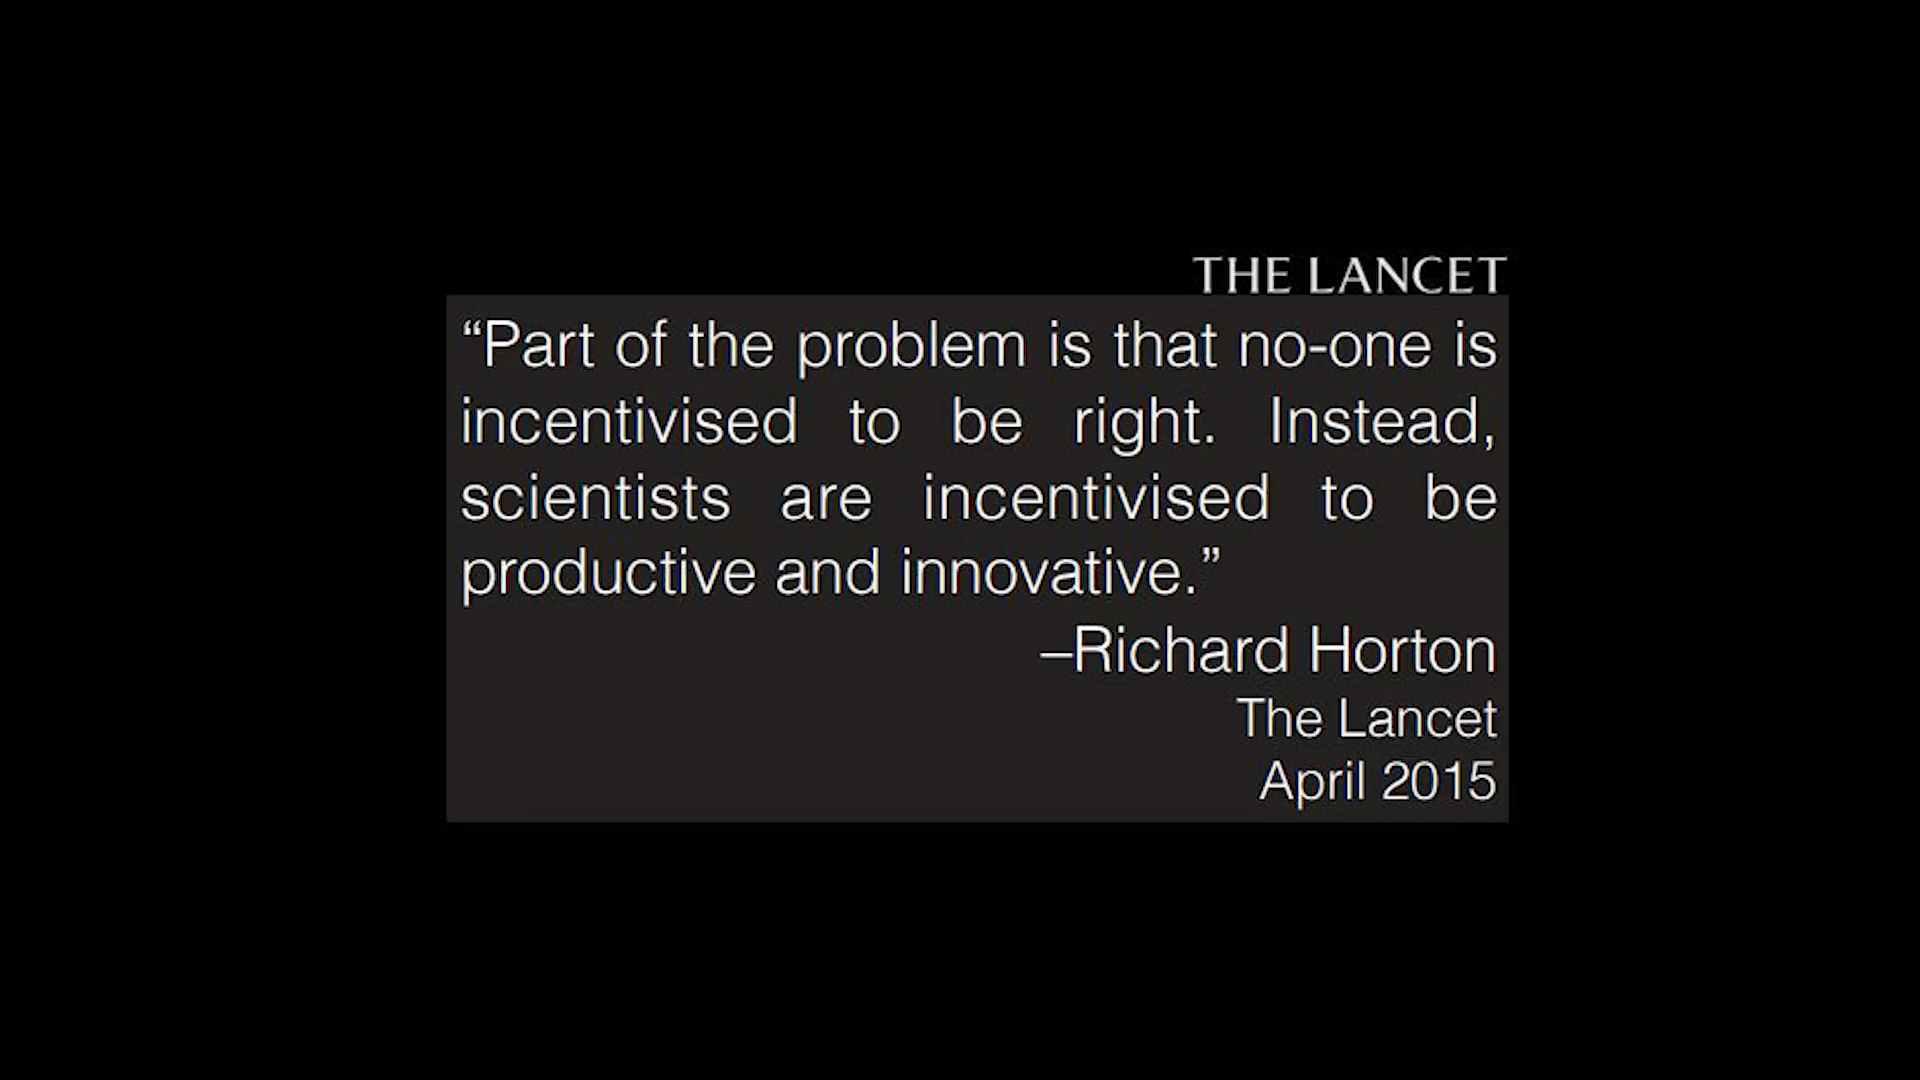 THE LANCET
“Part of the problem is that no-one is
incentivised to be right. Instead,
scientists are incentivised to be
productive and innovative.”
–Richard Horton
The Lancet
April 2015